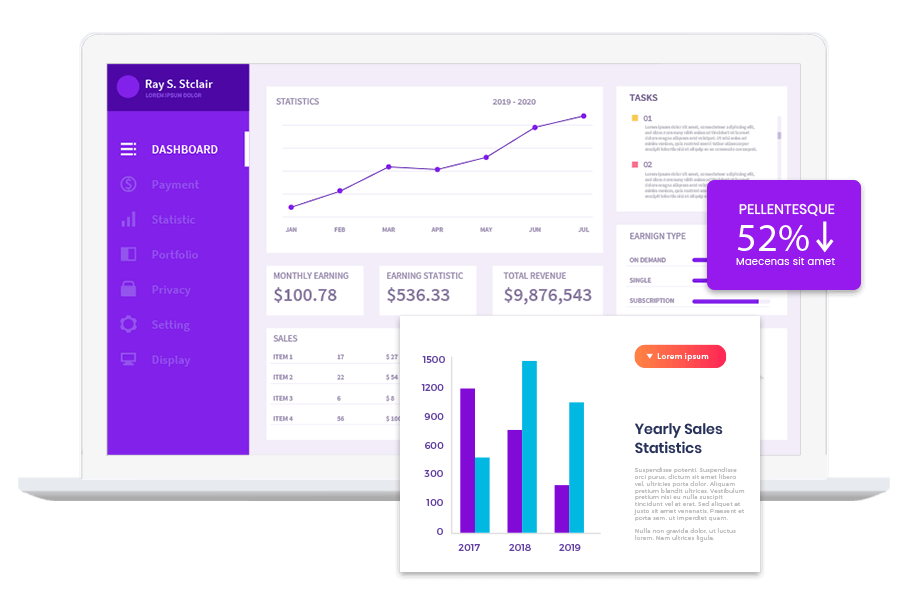 Ray S. Stclair
LOREM IPSUM DOLOR
DASHBOARD
Payment
Statistic
Portfolio
Privacy
Setting
Display
STATISTICS
2019 - 2020
JAN FEB MAR APR MAY JUN JUL
TASKS
01
02
MONTHLY EARNING
$100.78
EARNING STATISTIC
$536.33
TOTAL REVENUE
$9,876,543
EARNIGN TYPE
ON DEMAND
SINGLE
SUBSCRIPTION
PELLENTESQUE
52%↓
Maecenas sit amet
SALES
ITEM 1 17 $ 27
ITEM 2 22 $ 54
ITEM 3 6 $ 8
ITEM 4 56
1500
1200
900
600
300
100
0
2017 2018 2019
Lorem ipsum
Yearly Sales
Statistics
Suspendisse potenti. Suspendisse
orci purus, dictum sit amet libero
vel, ultricies porta dolor. Aliquam
pretium blandit ultrices. Vestibulum
pretium nisi eu nulla suscipit
tincidunt vel et erat. Sed aliquet at
justo sit amet venenatis. Praesent et
porta sem, ut imperdiet quam.
Nulla non gravida dolor, ut luctus
lorem. Nam ultrices ligula.